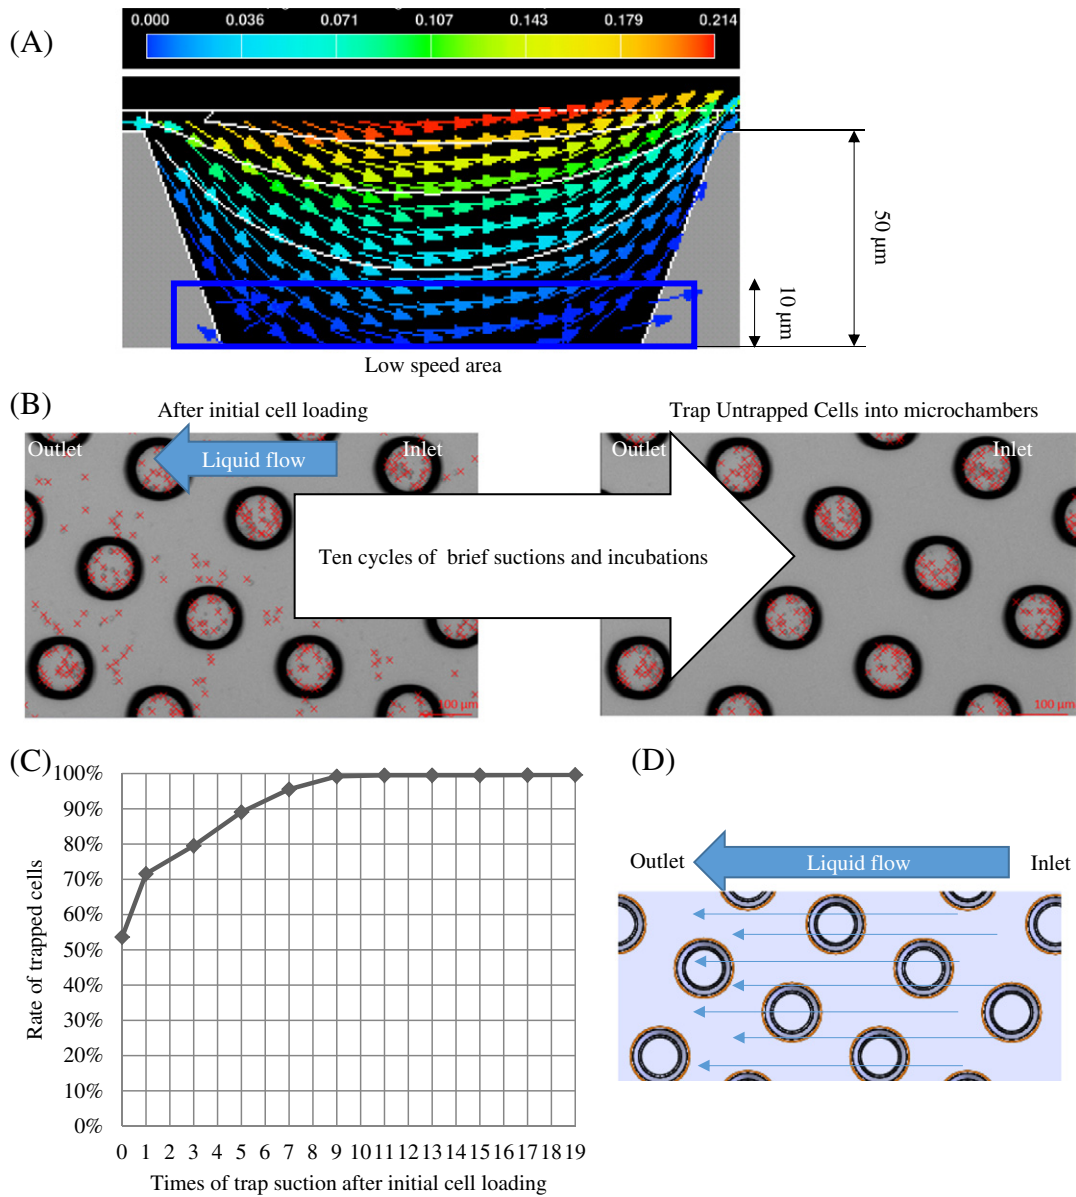 (A)
0.000 0.036 0.071 0.107 0.143 0.179 0.214
50 µm
10 µm
Low speed area
(B)
After initial cell loading
Trap Untrapped Cells into microchambers
Outlet
Liquid flow
Inlet
Outlet
Inlet
Ten cycles of brief suctions and incubations
100 µm
100 µm
(C)
100%
90%
80%
70%
60%
50%
40%
30%
20%
10%
0%
Rate of trapped cells
0 1 2 3 4 5 6 7 8 9 10 11 12 13 14 15 16 17 18 19
Times of trap suction after initial cell loading
(D)
Outlet
Liquid flow
Inlet